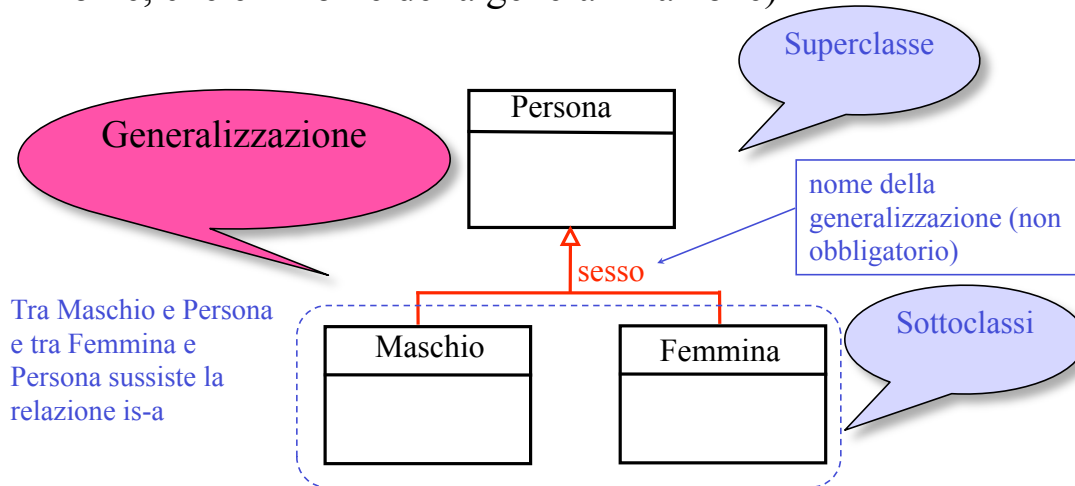 Superclasse
Persona
Generalizzazione
nome della
generalizzazione (non
obbligatorio)
sesso
Tra Maschio e Persona
e tra Femmina e
Persona sussiste la
relazione is-a
Maschio
Femmina
Sottoclassi